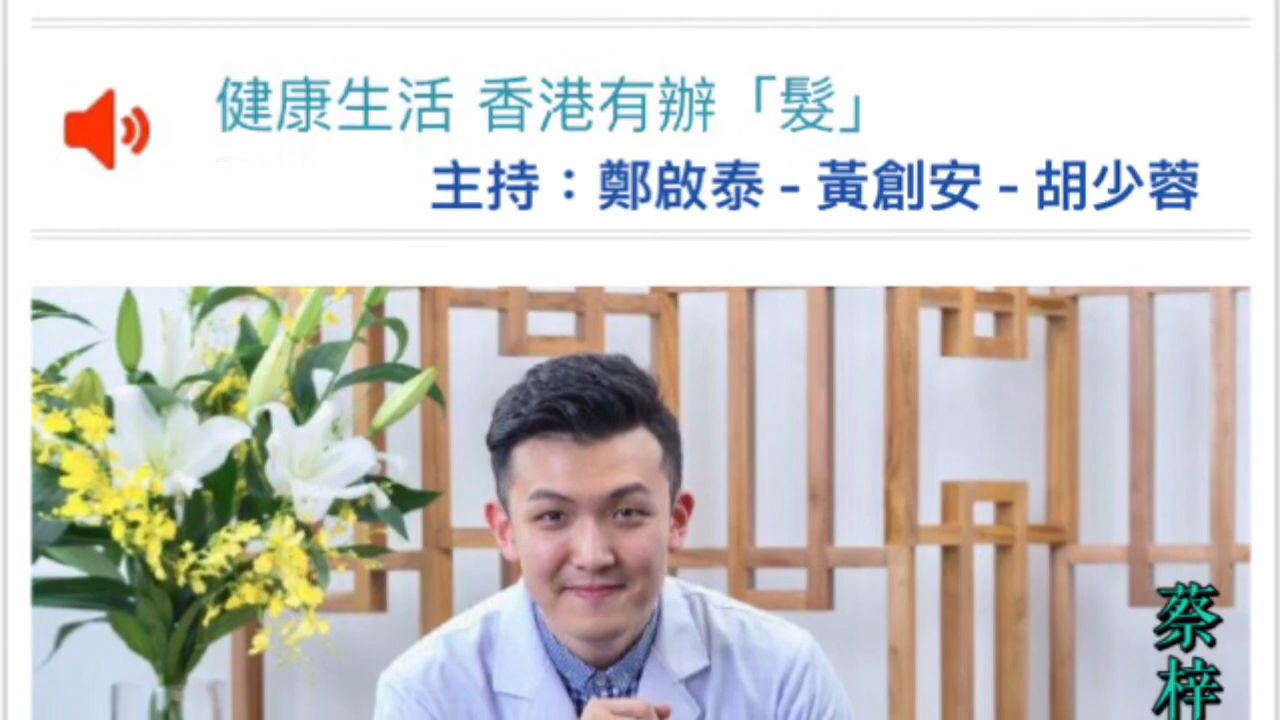 健康生活 香港有辦「髮」
主持：鄭啟泰 - 黃創安 - 胡少蓉
蔡梓